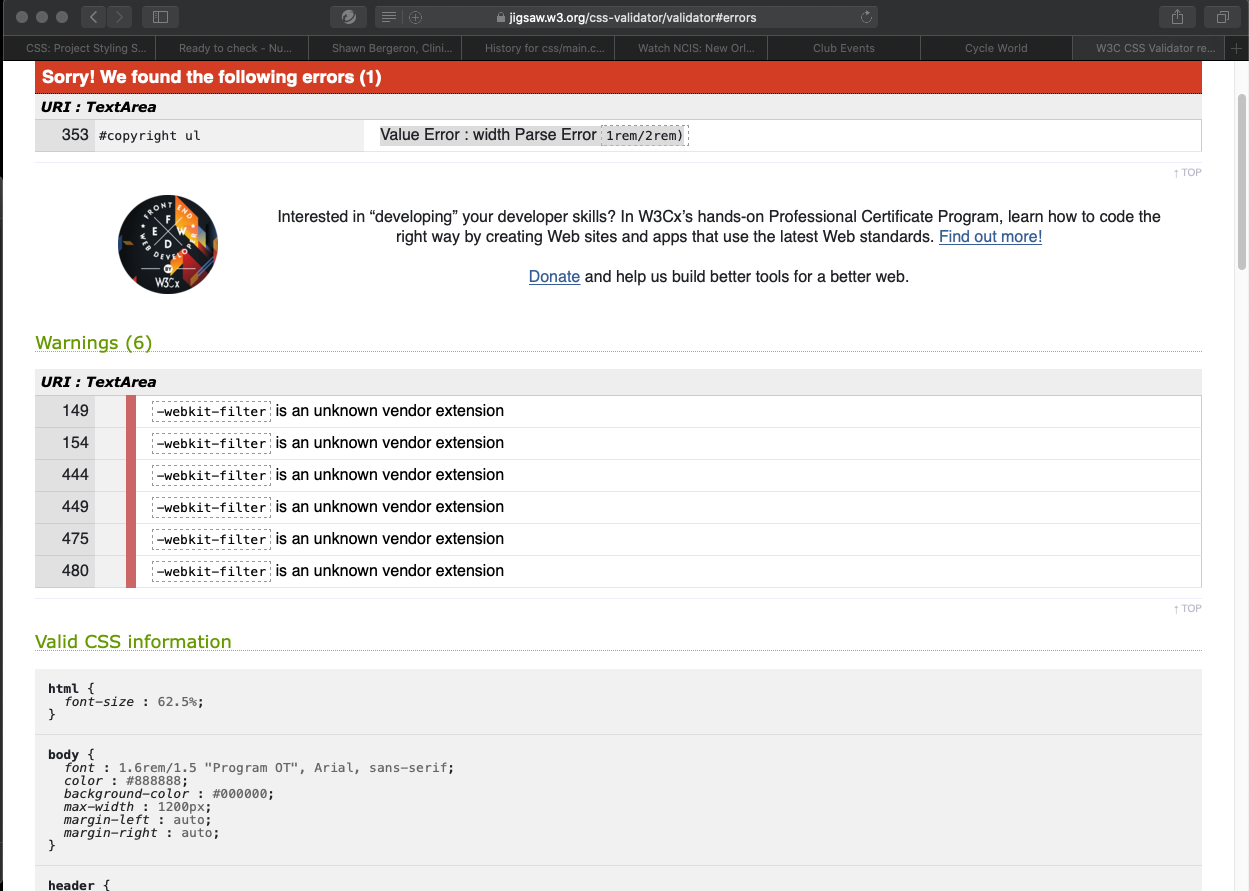 jigsaw.w3.org/css-validator/validator#errors
CSS: Project Styling S... Ready to check - Nu... Shawn Bergeron, Clini... History for css/main.c... Watch NCIS: New Orl... Club Events Cycle World W3C CSS Validator re...
Sorry! We found the following errors (1)
URI : TextArea
353 #copyright ul Value Error : width Parse Error 1rem/2rem)
↑ TOP
FRONT END
WEB DEVELOPER
F E W D
BY
W3Cx
Interested in “developing” your developer skills? In W3Cx’s hands-on Professional Certificate Program, learn how to code the
right way by creating Web sites and apps that use the latest Web standards. Find out more!
Donate and help us build better tools for a better web.
Warnings (6)
URI : TextArea
149 -webkit-filter is an unknown vendor extension
154 -webkit-filter is an unknown vendor extension
444 -webkit-filter is an unknown vendor extension
449 -webkit-filter is an unknown vendor extension
475 -webkit-filter is an unknown vendor extension
480 -webkit-filter is an unknown vendor extension
↑ TOP
Valid CSS information
html {
font-size : 62.5%;
}
body {
font : 1.6rem/1.5 "Program OT", Arial, sans-serif;
color : #888888;
background-color : #000000;
max-width : 1200px;
margin-left : auto;
margin-right : auto;
}
header {